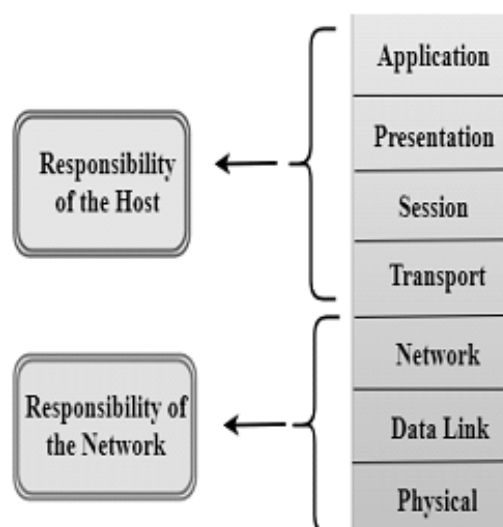 Responsibility
of the Host
Responsibility of
the Network
Application
Presentation
Session
Transport
Network
Data Link
Physical